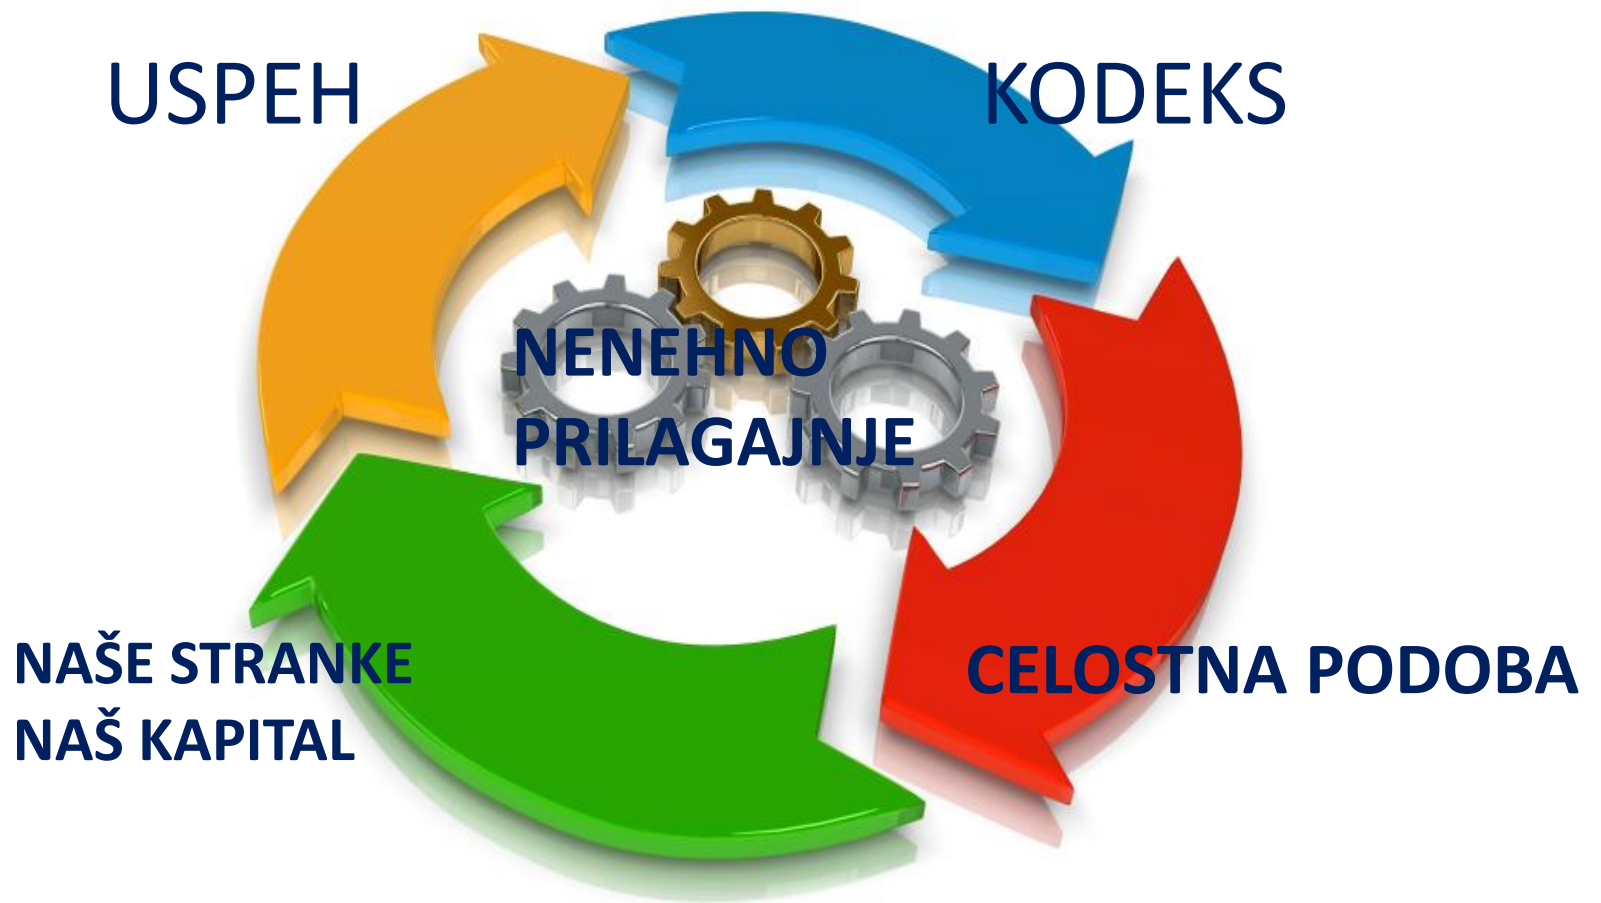 USPEH
KODEKS
NENEHNO
PRILAGAJNJE
NAŠE STRANKE
NAŠ KAPITAL
CELOSTNA PODOBA